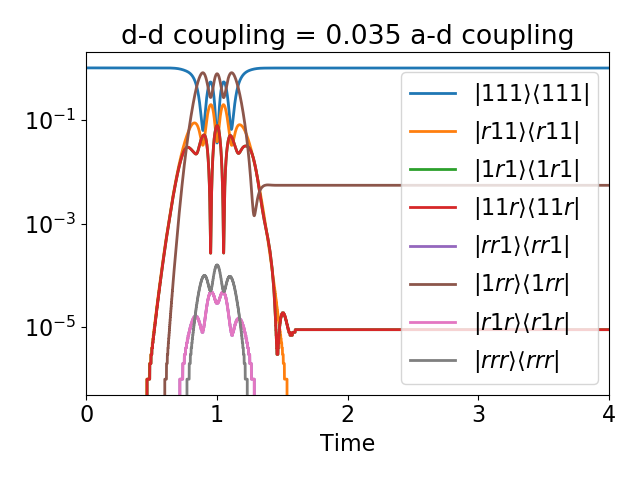 d-d coupling = 0.035 a-d coupling
10⁻¹
10⁻³
10⁻⁵
|111⟩⟨111|
|r11⟩⟨r11|
|1r1⟩⟨1r1|
|11r⟩⟨11r|
|rr1⟩⟨rr1|
|1rr⟩⟨1rr|
|r1r⟩⟨r1r|
|rrr⟩⟨rrr|
0 1 2 3 4
Time